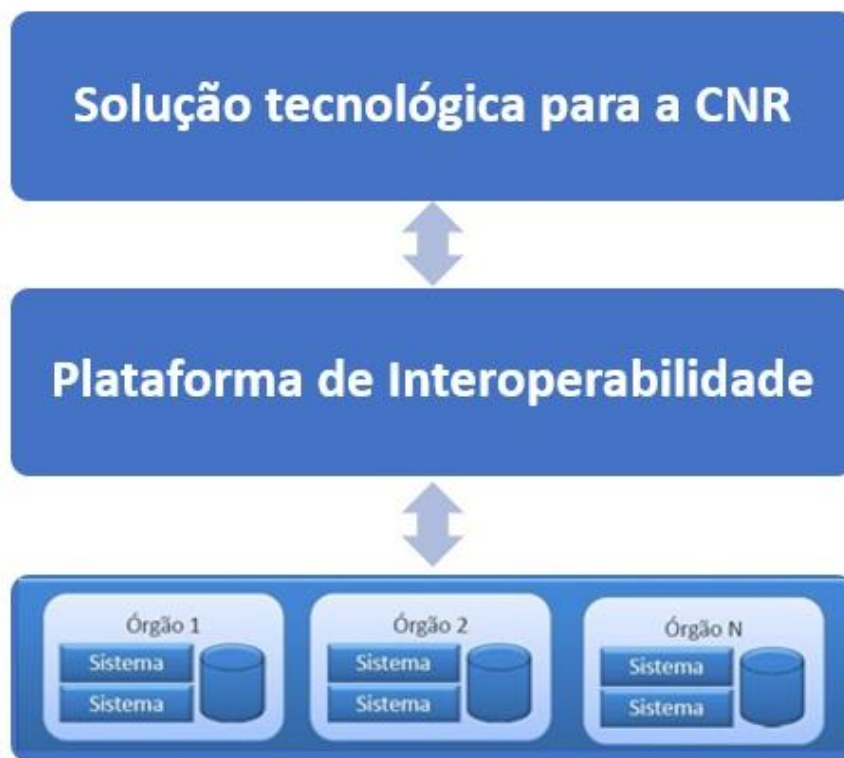 Solução tecnológica para a CNR
Plataforma de Interoperabilidade
Órgão 1
Sistema
Sistema
Órgão 2
Sistema
Sistema
Órgão N
Sistema
Sistema